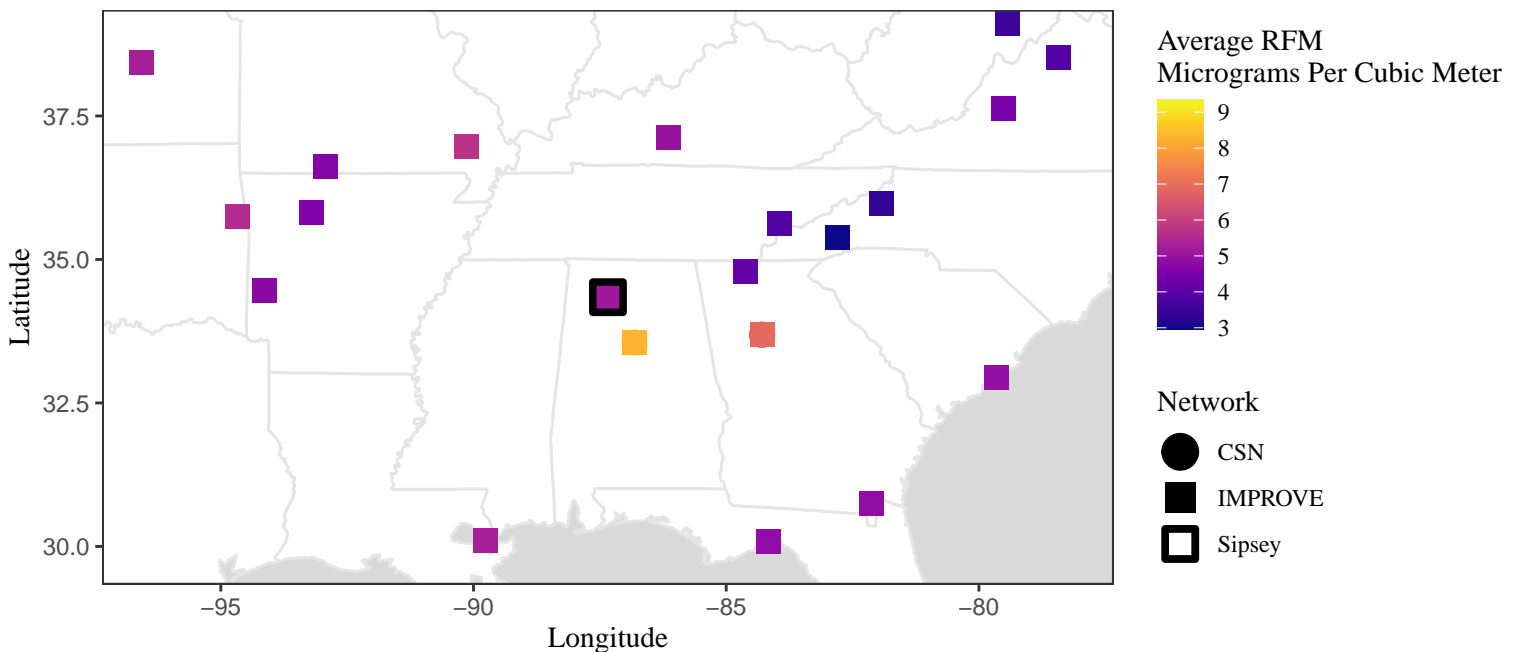 37.5
35.0
32.5
30.0
Latitude
−95
−90
−85
−80
Longitude
Average RFM
Micrograms Per Cubic Meter
9
8
7
6
5
4
3
Network
CSN
IMPROVE
Sipsey